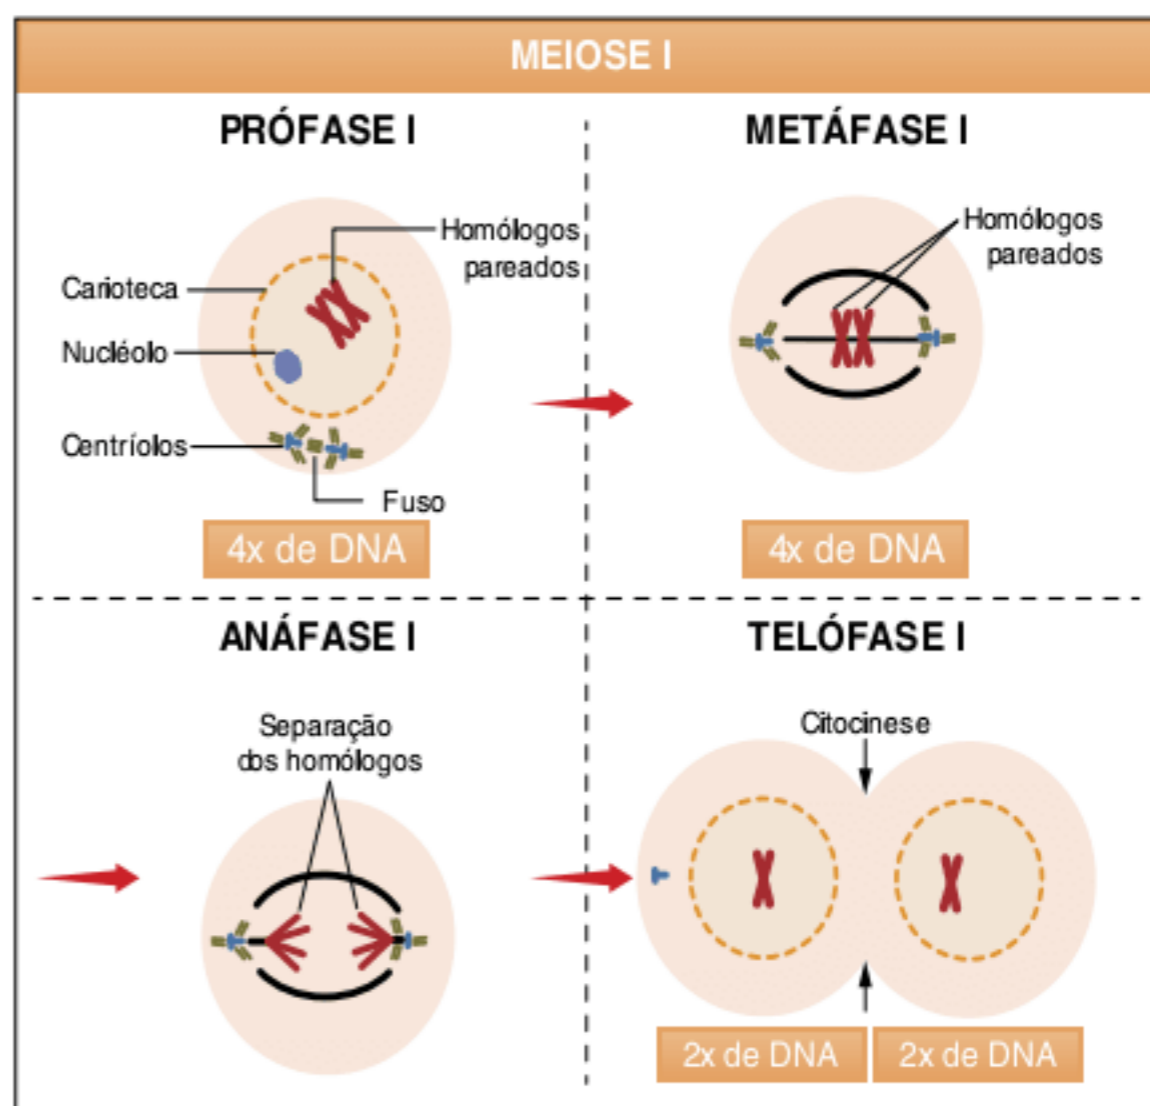 MEIOSE I
PRÓFASE I
Homólogos
pareados
Carioteca
Nucléolo
Centríolos
Fuso
4x de DNA
METÁFASE I
Homólogos
pareados
4x de DNA
ANÁFASE I
Separação
dos homólogos
TELÓFASE I
Citocinese
2x de DNA
2x de DNA